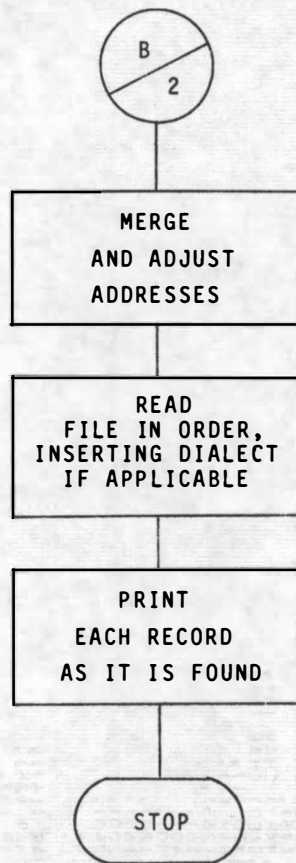 B
2
MERGE
AND ADJUST
ADDRESSES
READ
FILE IN ORDER,
INSERTING DIALECT
IF APPLICABLE
PRINT
EACH RECORD
AS IT IS FOUND
STOP